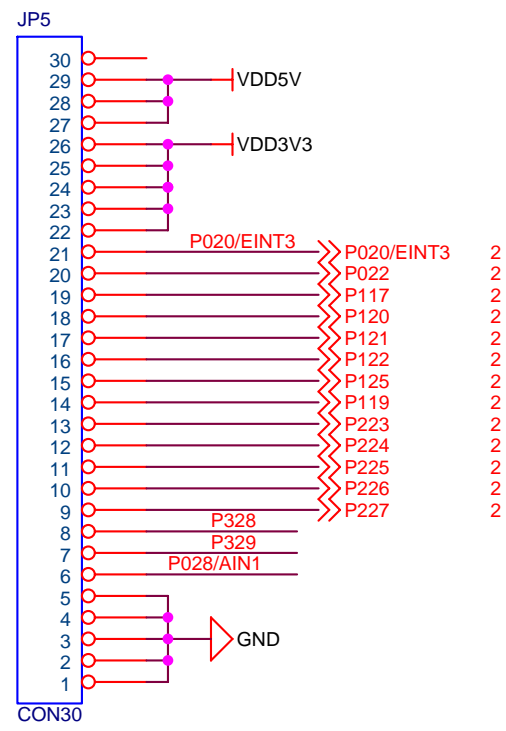 JP5
30
29 VDD5V
28
27
26 VDD3V3
25
24
23
22
21 P020/EINT3 P020/EINT3 2
20 P022 2
19 P117 2
18 P120 2
17 P121 2
16 P122 2
15 P125 2
14 P119 2
13 P223 2
12 P224 2
11 P225 2
10 P226 2
9 P227 2
8 P328
7 P329
6 P028/AIN1
5
4
3 GND
2
1
CON30